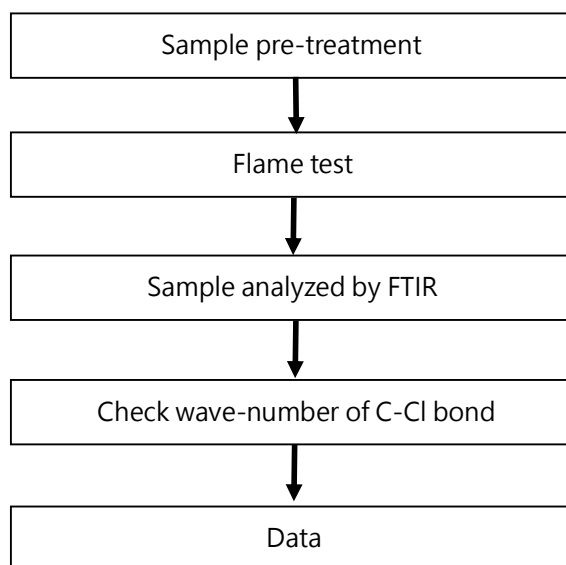 Sample pre-treatment
Flame test
Sample analyzed by FTIR
Check wave-number of C-Cl bond
Data